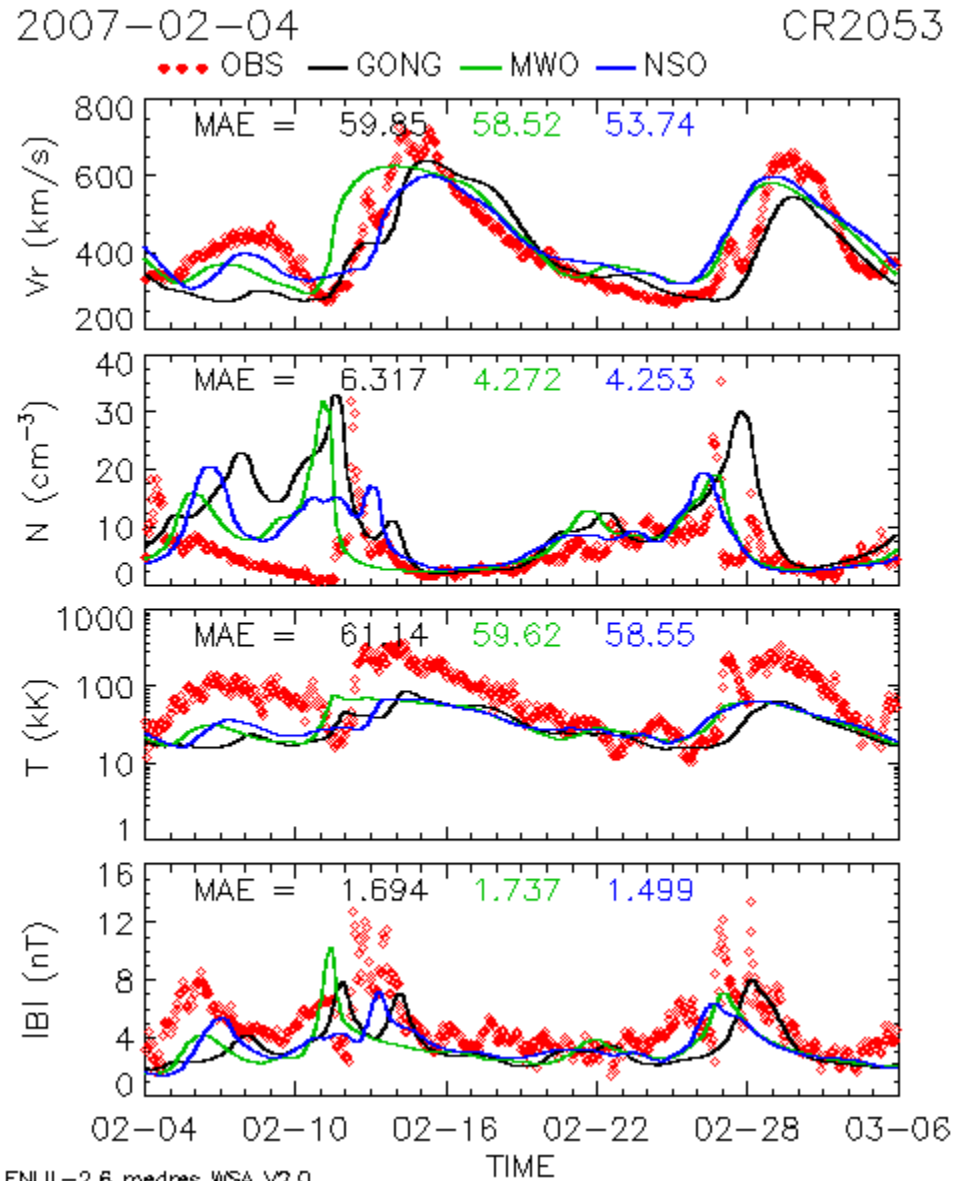 2007-02-04 CR2053
OBS GONG MWO NSO
800
MAE = 59.85 58.52 53.74
600
Vr (km/s)
400
200
40
MAE = 6.317 4.272 4.253
30
N (cm⁻³)
20
10
0
1000
MAE = 61.14 59.62 58.55
100
T (kK)
10
1
16
MAE = 1.694 1.737 1.499
12
|B| (nT)
8
4
0
02-04 02-10 02-16 02-22 02-28 03-06
TIME
ENLIL-2.6 medres WSA V2.0